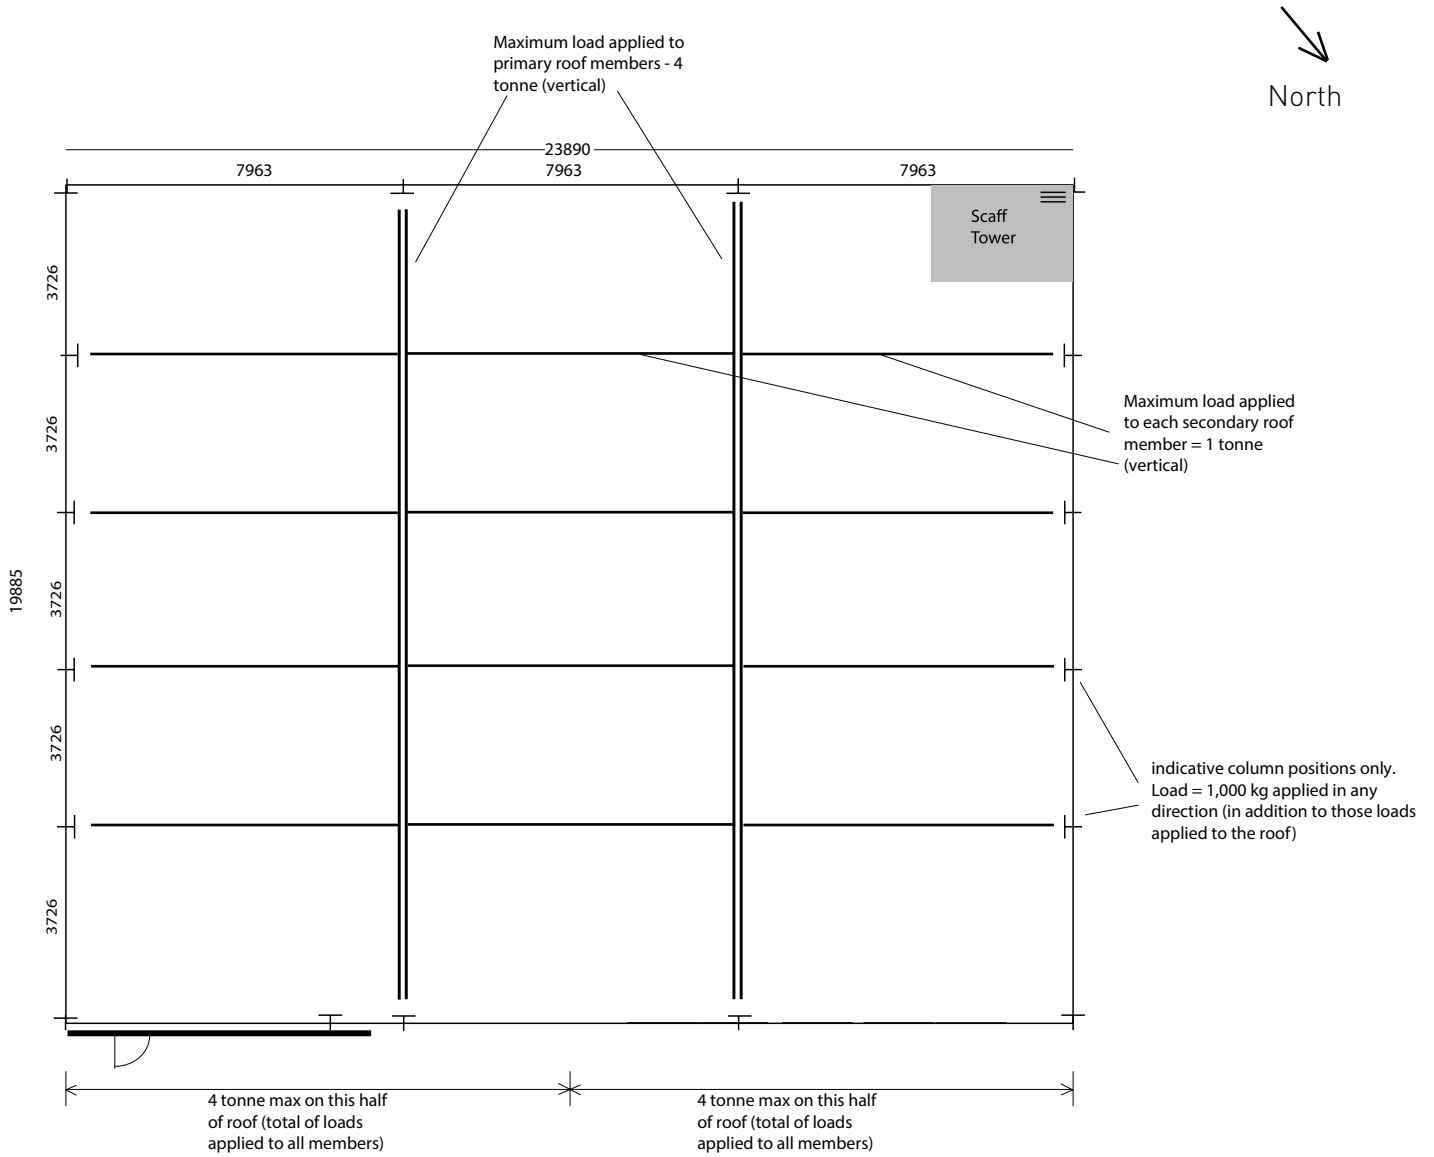 Maximum load applied to
primary roof members - 4
tonne (vertical)
North
23890
7963
7963
7963
Scaff
Tower
3726
3726
3726
3726
3726
19885
Maximum load applied
to each secondary roof
member = 1 tonne
(vertical)
indicative column positions only.
Load = 1,000 kg applied in any
direction (in addition to those loads
applied to the roof)
4 tonne max on this half
of roof (total of loads
applied to all members)
4 tonne max on this half
of roof (total of loads
applied to all members)